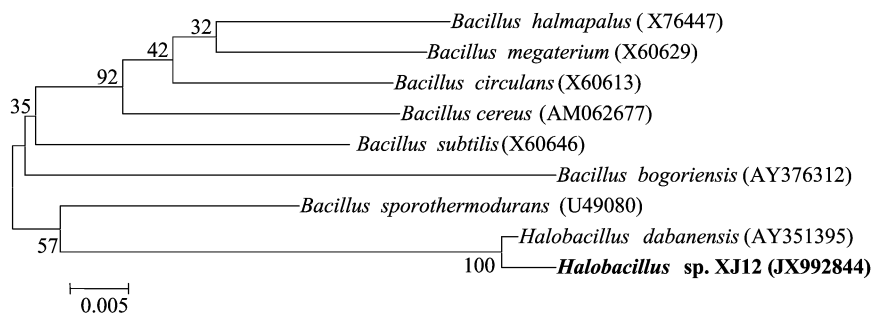 32 Bacillus halmapalus ( X76447)
42 Bacillus megaterium (X60629)
92 Bacillus circulans (X60613)
35 Bacillus cereus (AM062677)
Bacillus subtilis (X60646)
Bacillus bogoriensis (AY376312)
Bacillus sporothermodurans (U49080)
57 Halobacillus dabanensis (AY351395)
100 Halobacillus sp. XJ12 (JX992844)
0.005